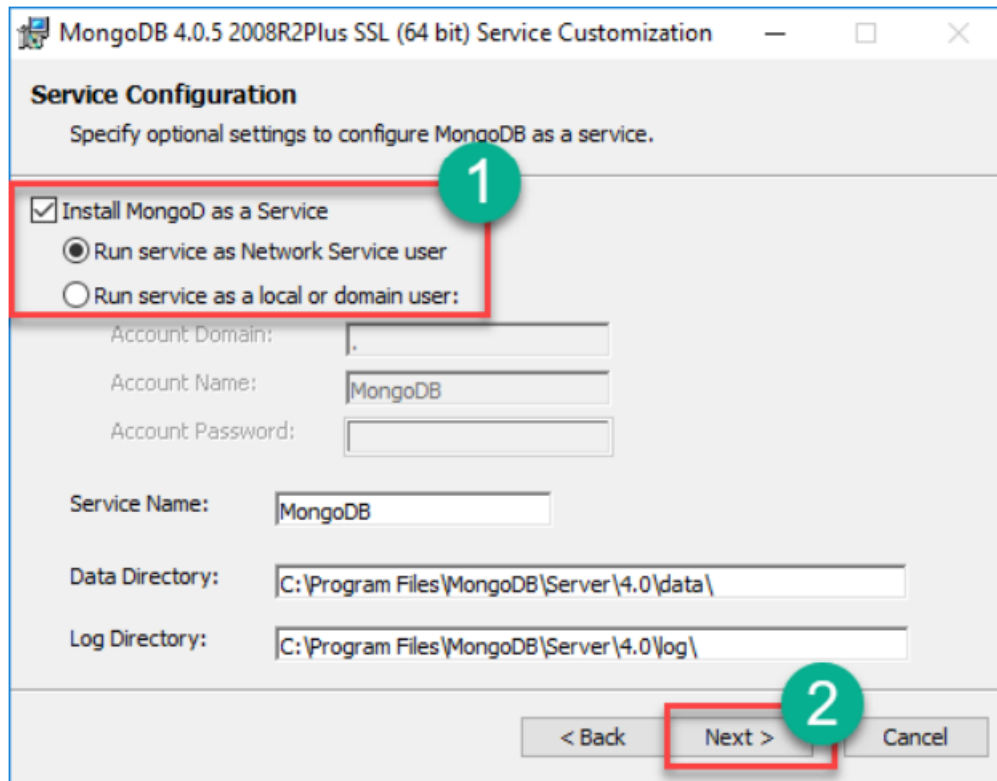 MongoDB 4.0.5 2008R2Plus SSL (64 bit) Service Customization
Service Configuration
Specify optional settings to configure MongoDB as a service.
1
Install MongoD as a Service
Run service as Network Service user
Run service as a local or domain user:
Account Domain: .
Account Name: MongoDB
Account Password:
Service Name: MongoDB
Data Directory: C:\Program Files\MongoDB\Server\4.0\data\
Log Directory: C:\Program Files\MongoDB\Server\4.0\log\
2
< Back Next > Cancel